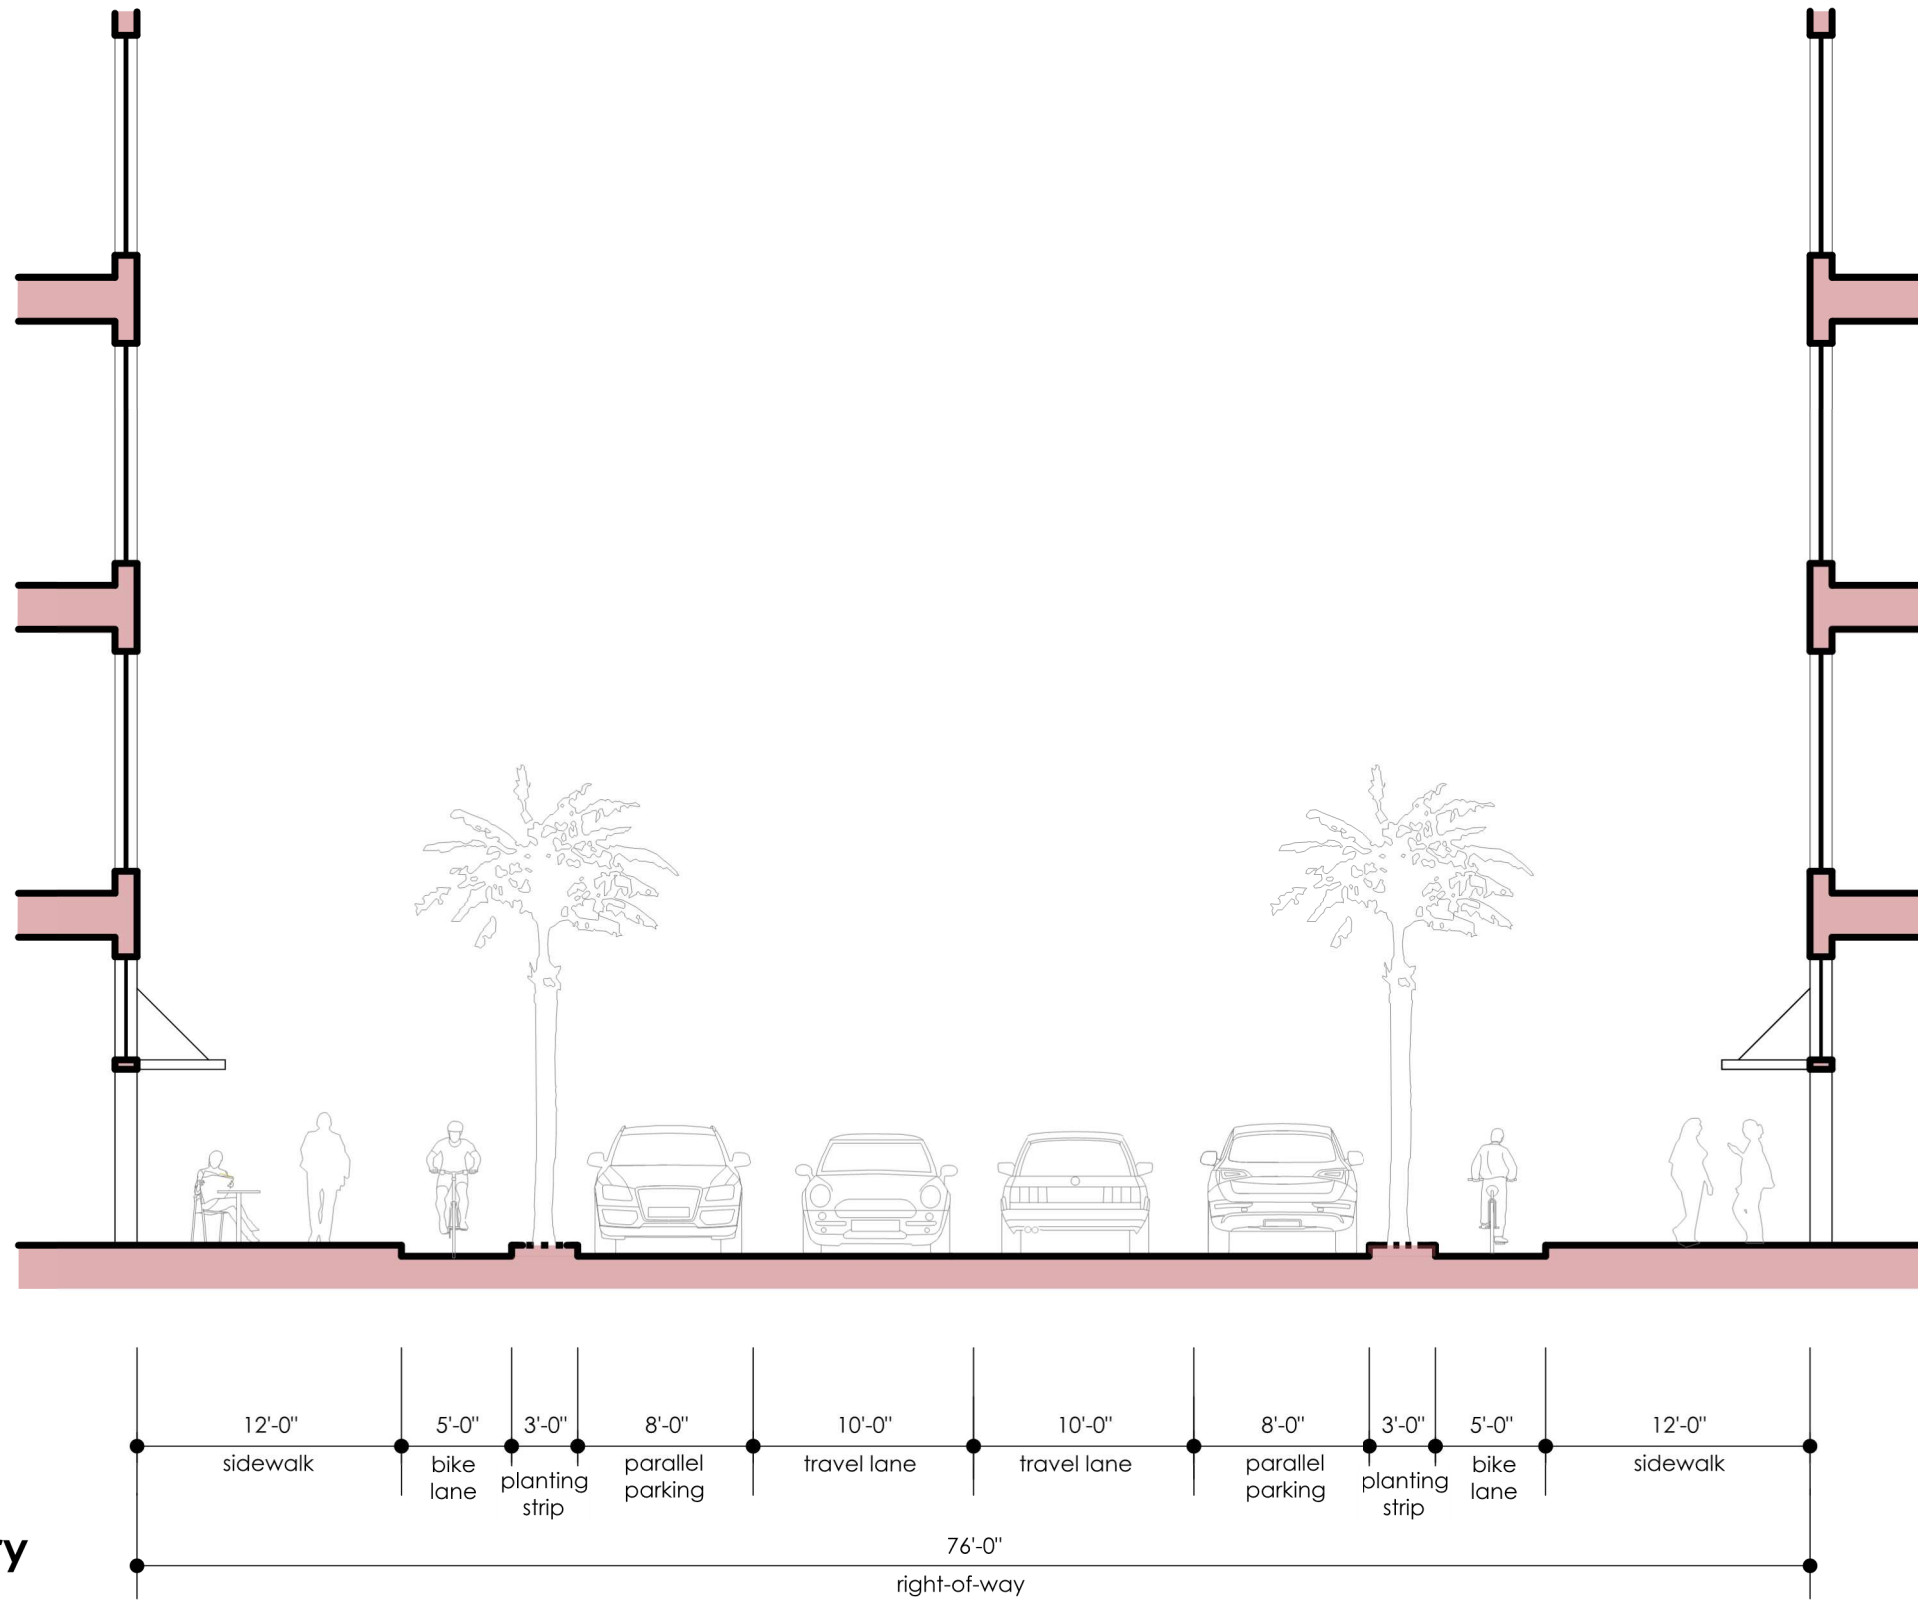 12'-0" 5'-0" 3'-0" 8'-0" 10'-0" 10'-0" 8'-0" 3'-0" 5'-0" 12'-0"
sidewalk bike planting parallel travel lane travel lane parallel planting bike sidewalk
lane strip parking parking strip lane
76'-0"
right-of-way